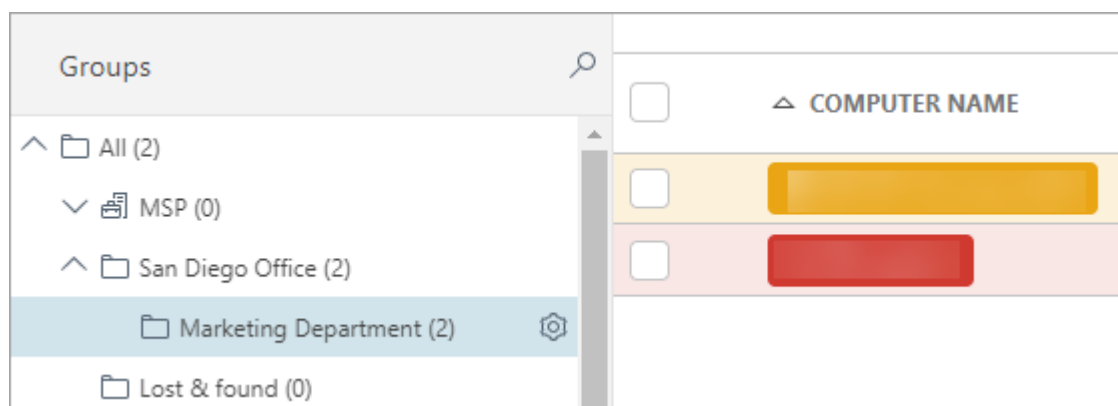 Groups
COMPUTER NAME
All (2)
MSP (0)
San Diego Office (2)
Marketing Department (2)
Lost & found (0)